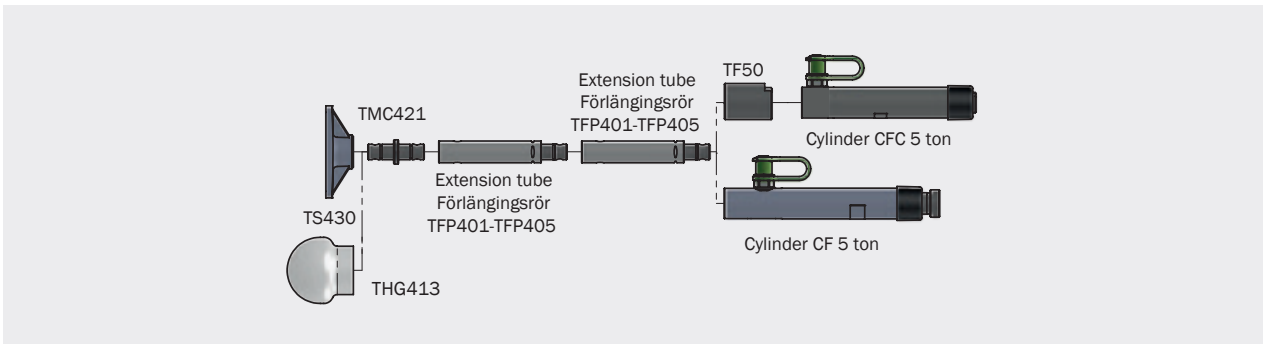 TMC421
TS430
THG413
Extension tube
Förlängingsrör
TFP401-TFP405
Extension tube
Förlängingsrör
TFP401-TFP405
TF50
Cylinder CFC 5 ton
Cylinder CF 5 ton